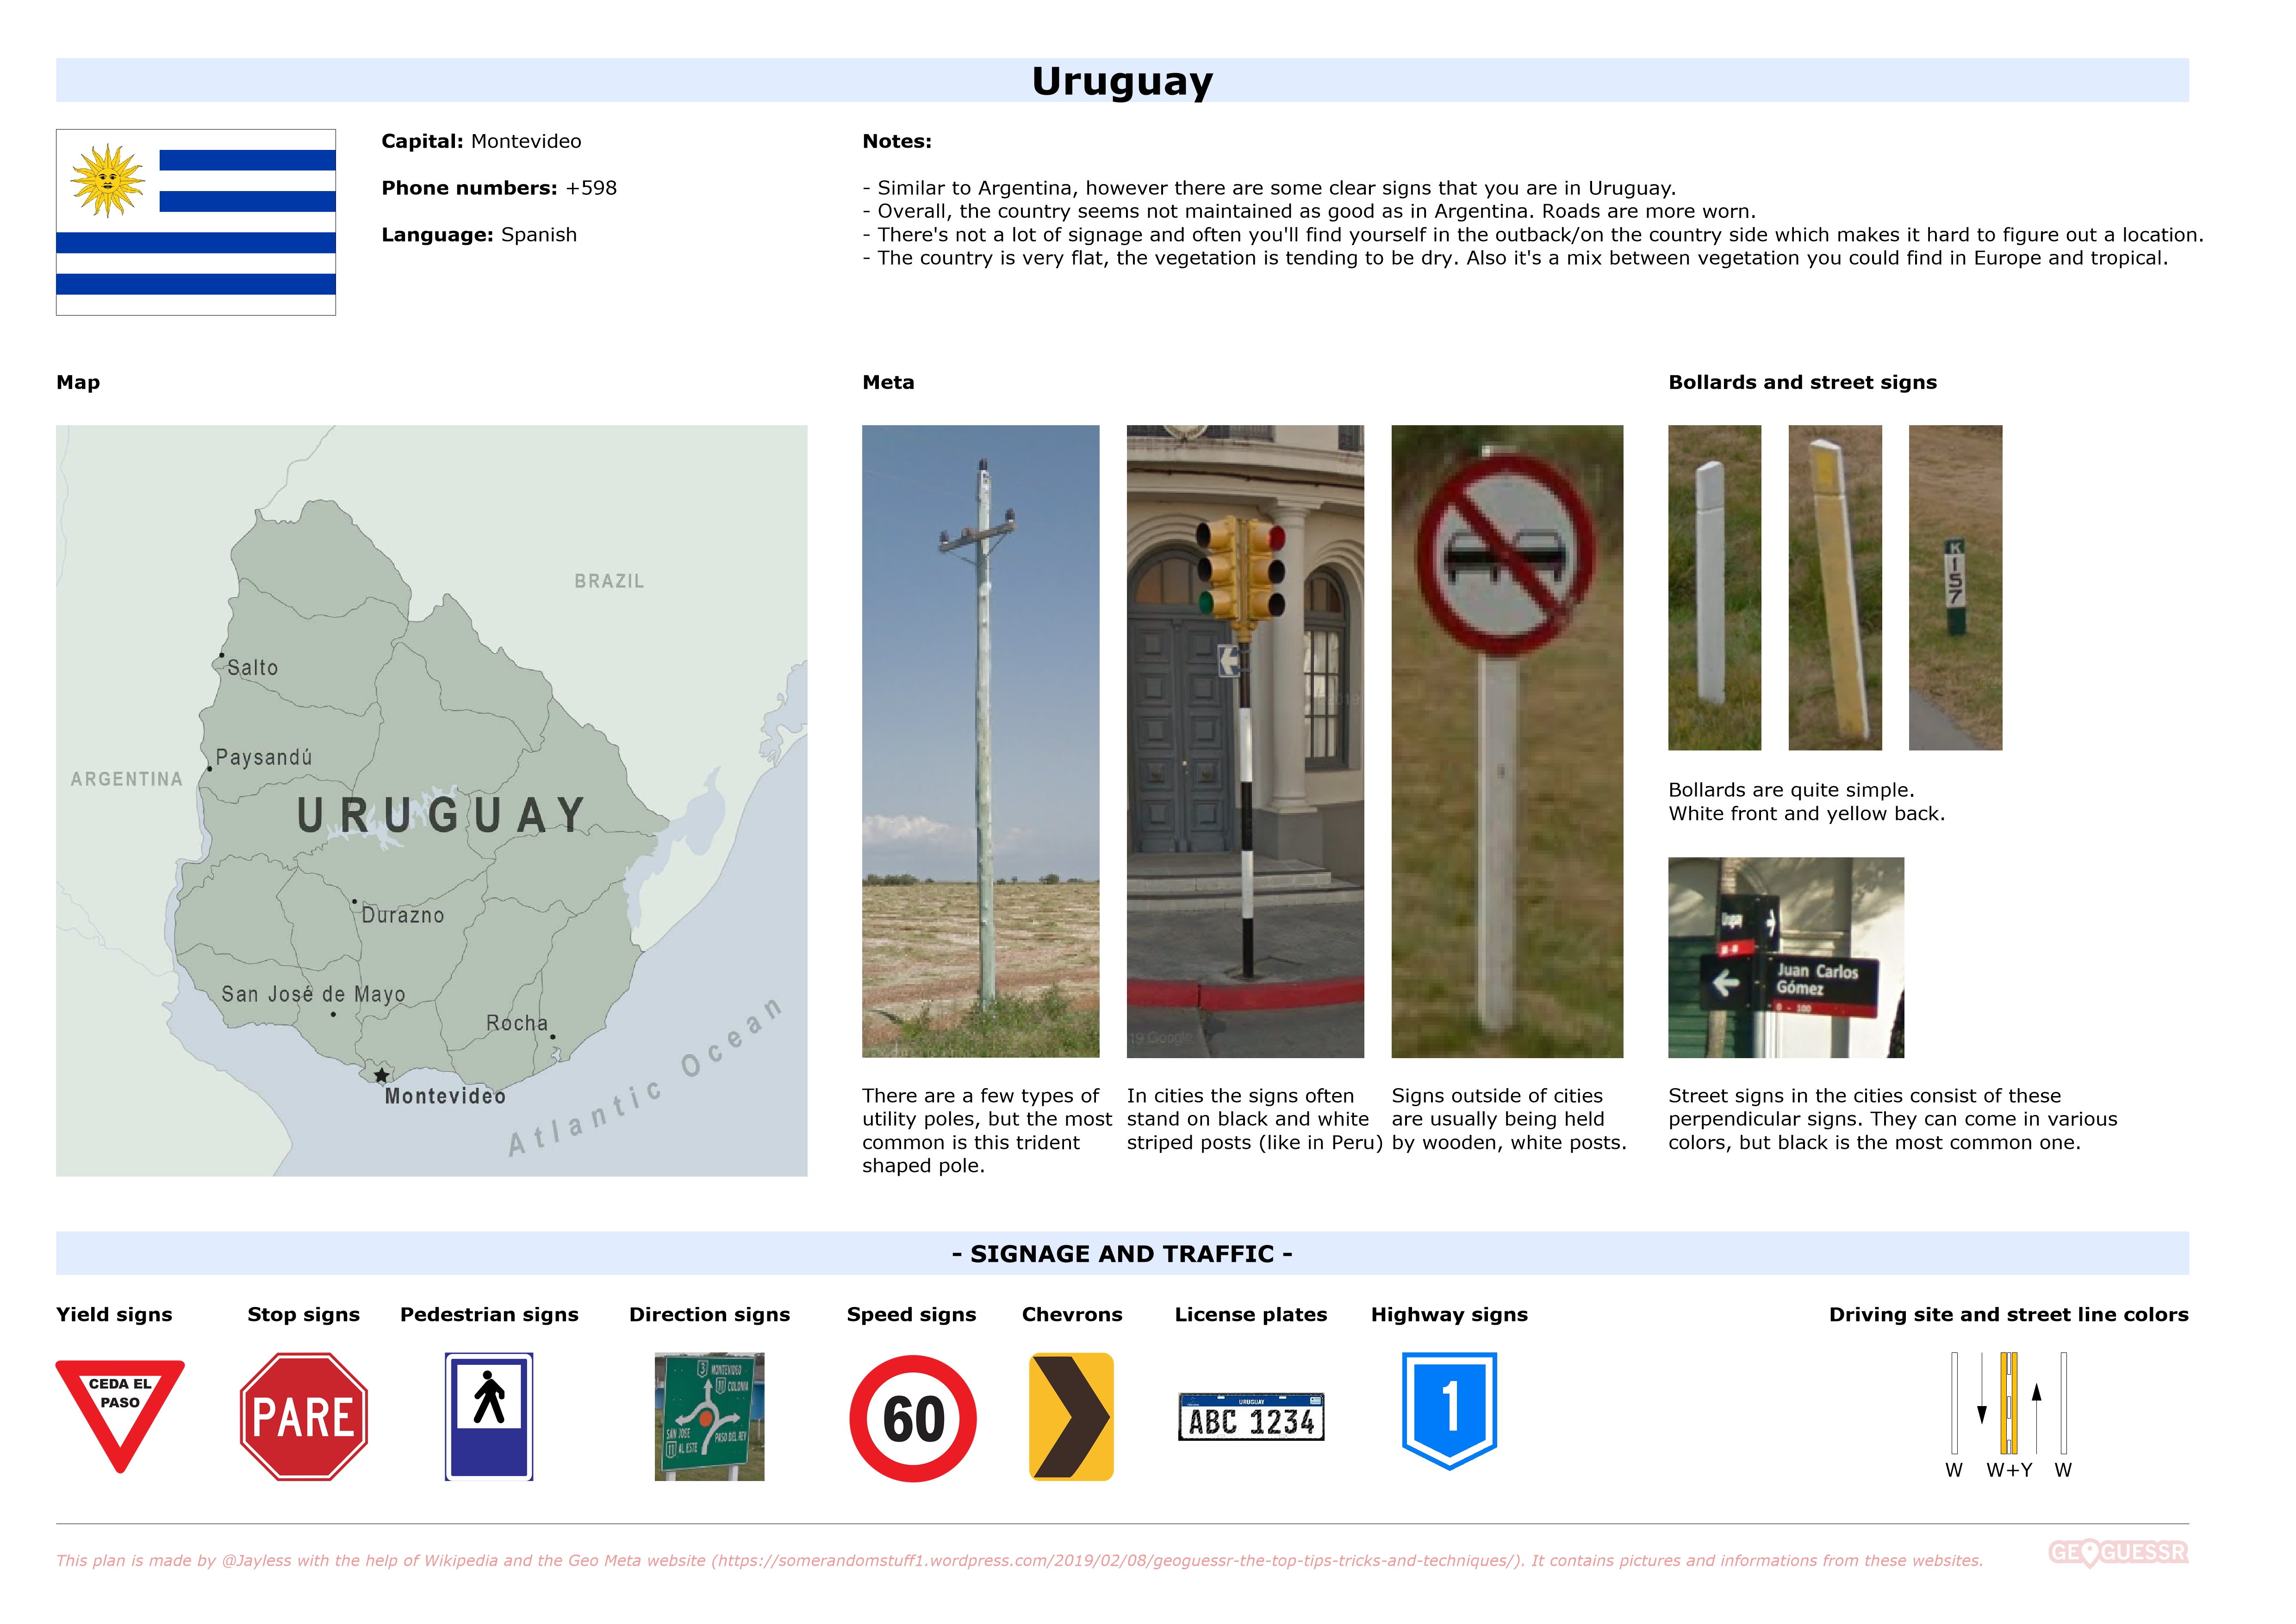 Uruguay
Capital: Montevideo
Phone numbers: +598
Language: Spanish
Notes:
- Similar to Argentina, however there are some clear signs that you are in Uruguay.
- Overall, the country seems not maintained as good as in Argentina. Roads are more worn.
- There's not a lot of signage and often you'll find yourself in the outback/on the country side which makes it hard to figure out a location.
- The country is very flat, the vegetation is tending to be dry. Also it's a mix between vegetation you could find in Europe and tropical.
Map
BRAZIL
Salto
Paysandú
ARGENTINA
URUGUAY
Durazno
San José de Mayo
Rocha
Montevideo
Atlantic Ocean
Meta
There are a few types of
utility poles, but the most
common is this trident
shaped pole.
19 Google
In cities the signs often
stand on black and white
striped posts (like in Peru)
Signs outside of cities
are usually being held
by wooden, white posts.
Bollards and street signs
K
1
5
7
Bollards are quite simple.
White front and yellow back.
Juan Carlos
Gómez
0 - 100
Street signs in the cities consist of these
perpendicular signs. They can come in various
colors, but black is the most common one.
- SIGNAGE AND TRAFFIC -
Yield signs
CEDA EL
PASO
Stop signs
PARE
Pedestrian signs
Direction signs
3 MONTEVIDEO
11 COLONIA
SAN JOSE
PASO DEL REY
11 AL ESTE
Speed signs
60
Chevrons
License plates
URUGUAY
ABC 1234
Highway signs
1
Driving site and street line colors
W W+Y W
This plan is made by @Jayless with the help of Wikipedia and the Geo Meta website (https://somerandomstuff1.wordpress.com/2019/02/08/geoguessr-the-top-tips-tricks-and-techniques/). It contains pictures and informations from these websites.
GEOGUESSR